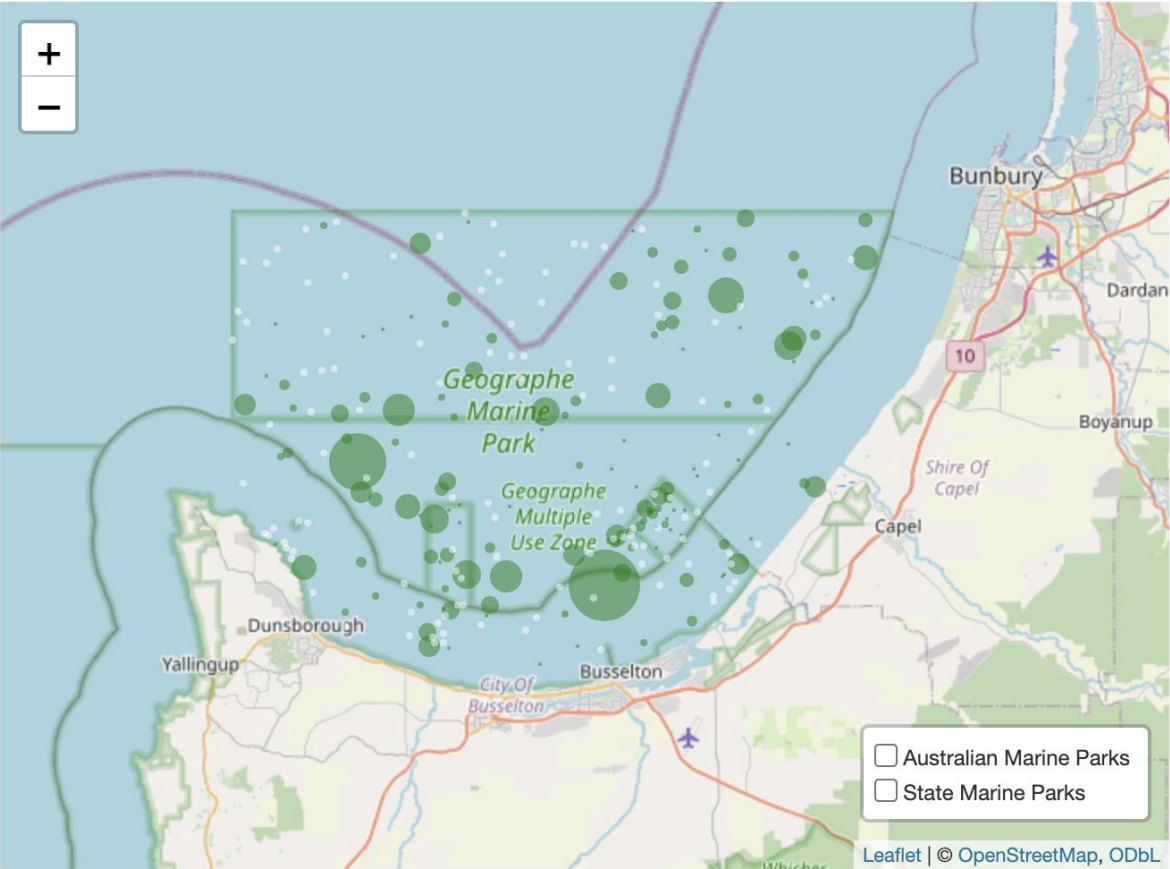 +
−
Bunbury
Dardan
10
Geographe
Marine
Park
Boyanup
Shire Of
Capel
Geographe
Multiple
Use Zone
Capel
Dunsborough
Yallingup
Busselton
City Of
Busselton
Australian Marine Parks
State Marine Parks
Whicher
Leaflet | © OpenStreetMap, ODbL